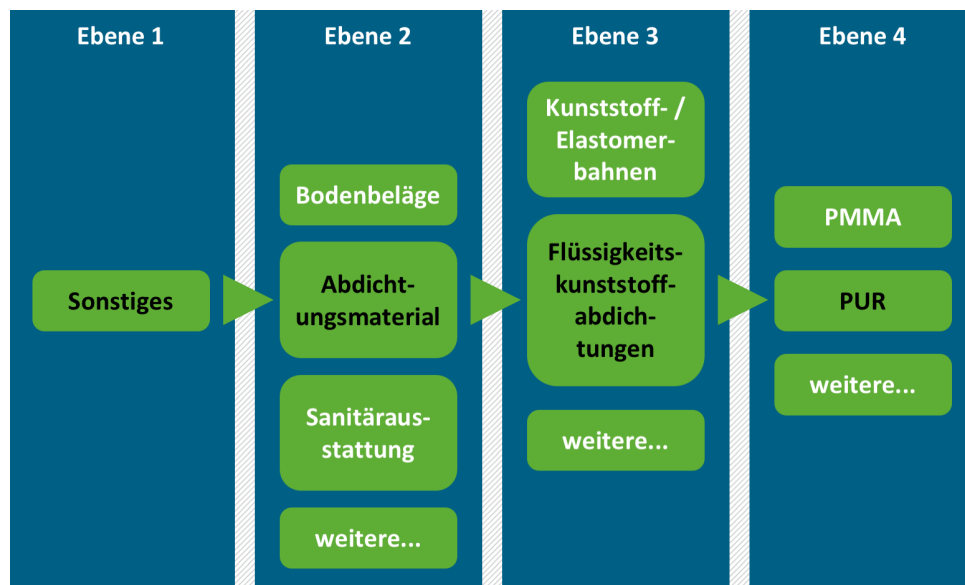 Ebene 1
Sonstiges
Ebene 2
Bodenbeläge
Abdicht-
ungsmaterial
Sanitäraus-
stattung
weitere...
Ebene 3
Kunststoff- /
Elastomer-
bahnen
Flüssigkeits-
kunststoff-
abdich-
tungen
weitere...
Ebene 4
PMMA
PUR
weitere...